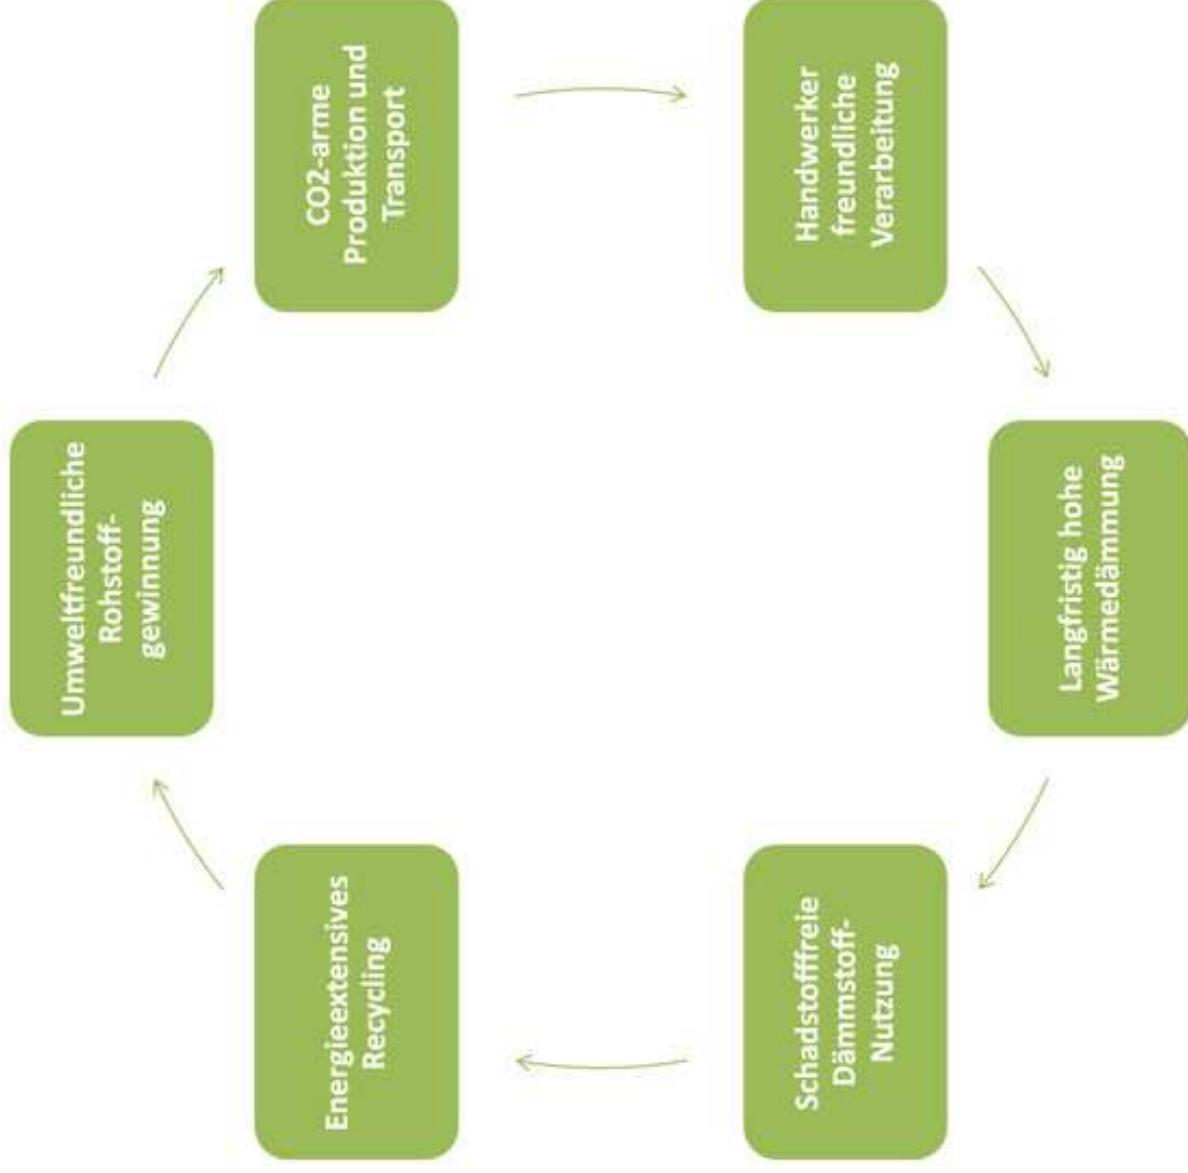 Umweltfreundliche
Rohstoff-
gewinnung
CO2-arme
Produktion und
Transport
Handwerker
freundliche
Verarbeitung
Langfristig hohe
Wärmedämmung
Schadstofffreie
Dämmstoff-
Nutzung
Energieextensives
Recycling